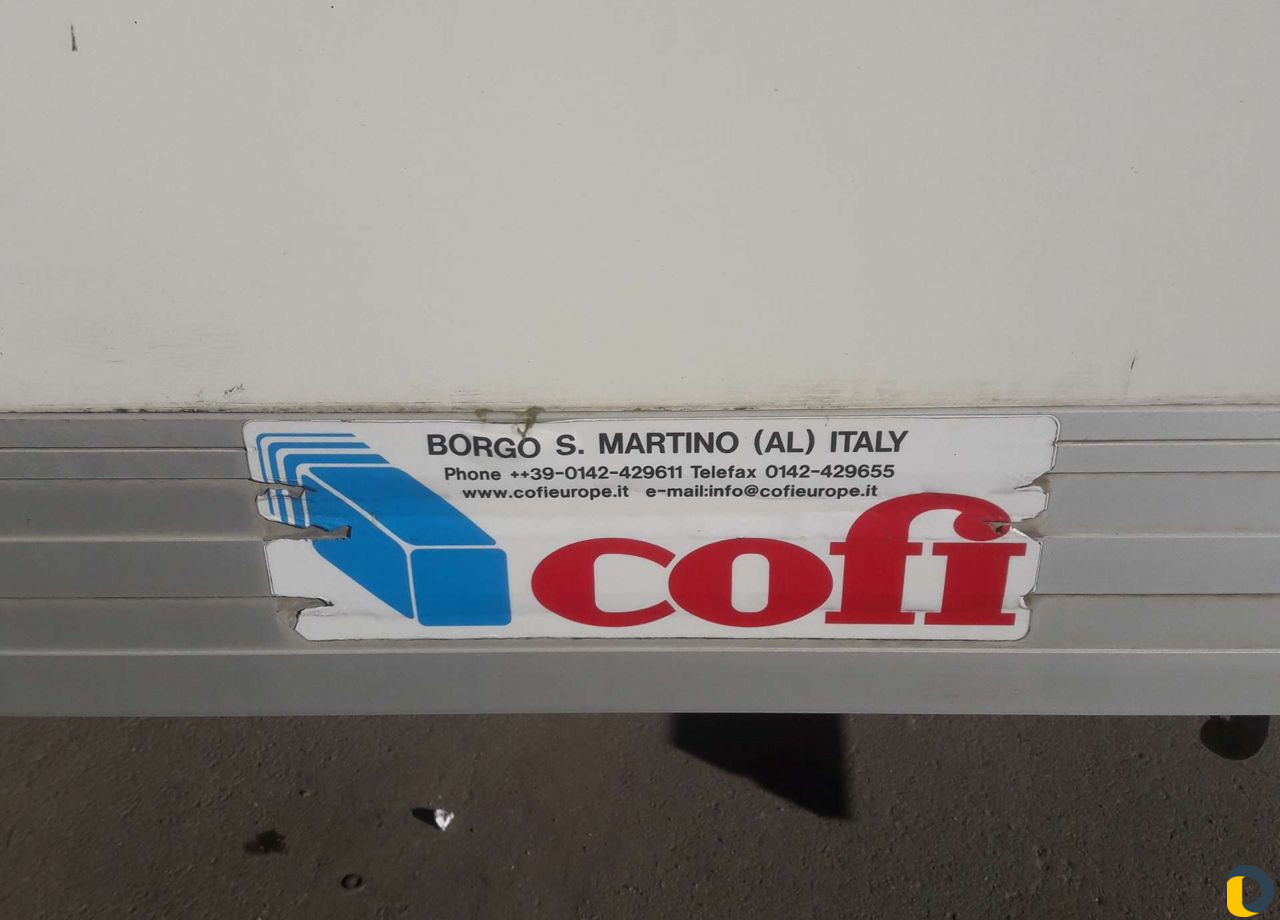 BORGO S. MARTINO (AL) ITALY
Phone ++39-0142-429611 Telefax 0142-429655
www.cofieurope.it e-mail:info@cofieurope.it
cofi